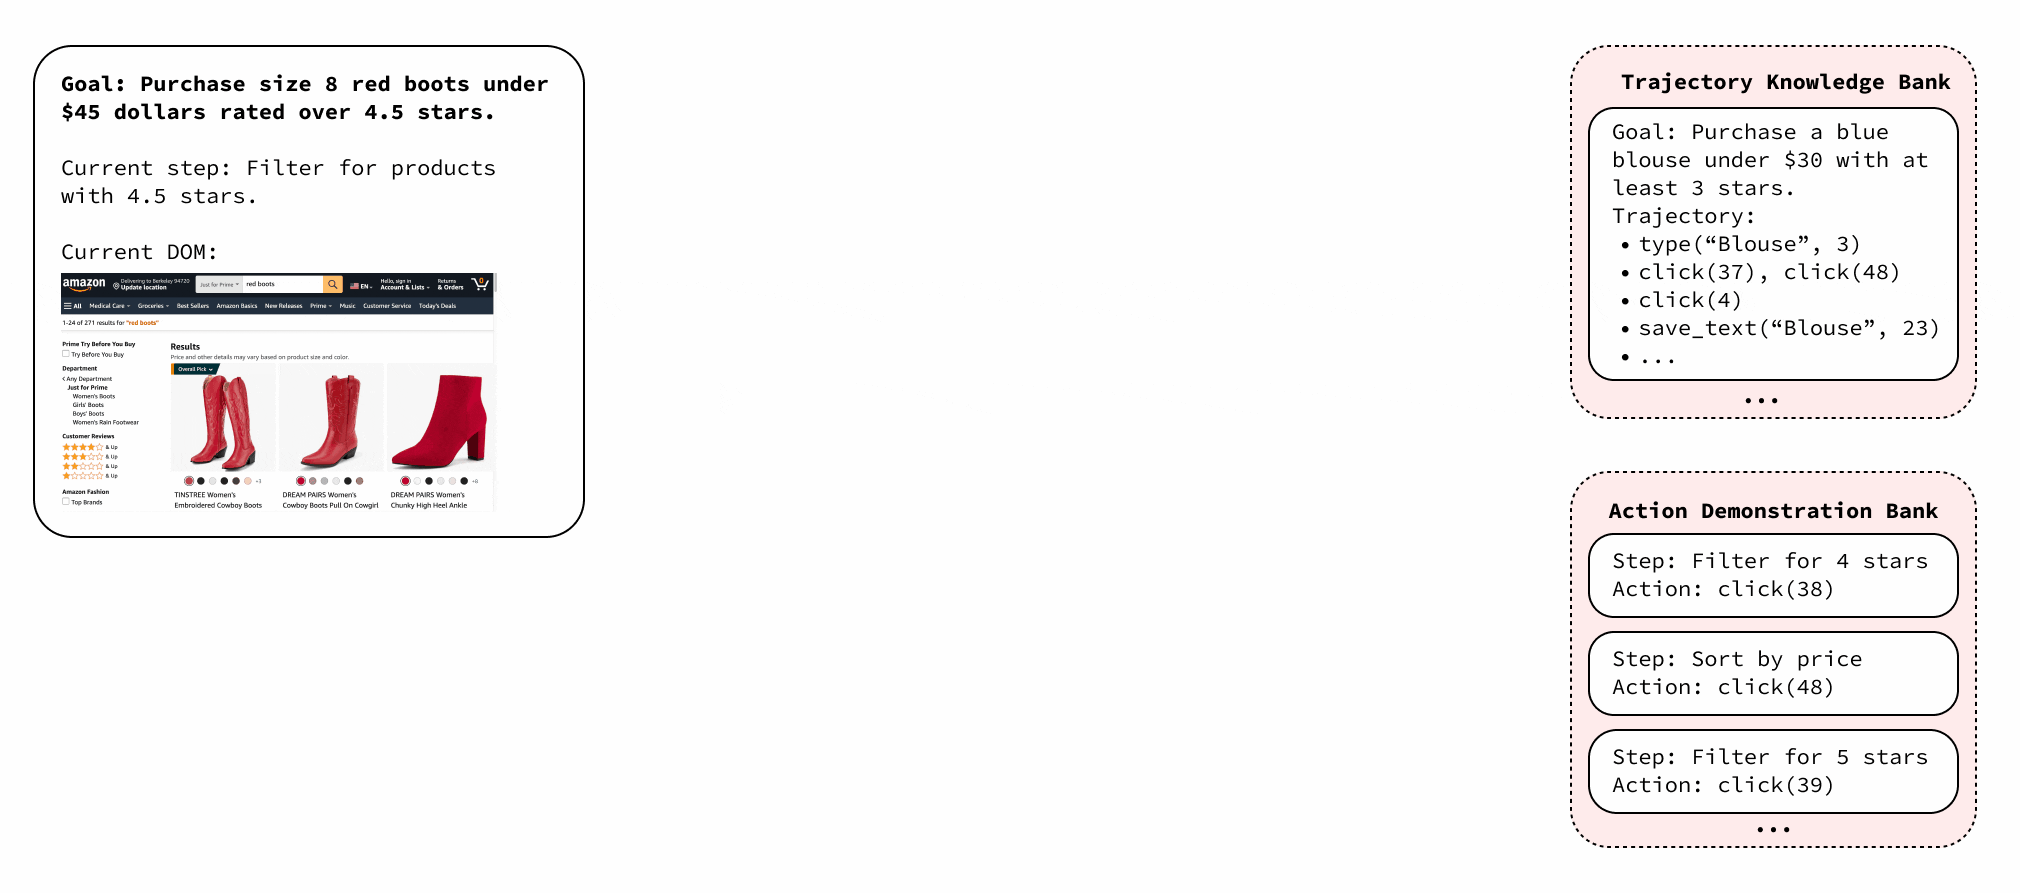 Goal: Purchase size 8 red boots under
$45 dollars rated over 4.5 stars.
Current step: Filter for products
with 4.5 stars.
Current DOM:
amazon
Delivering to Berkeley 94720
Update location
Just for Prime
red boots
EN
Hello, sign in
Account & Lists
Returns
& Orders
0
All Medical Care Groceries Best Sellers Amazon Basics New Releases Prime Music Customer Service Today's Deals
1-24 of 271 results for "red boots"
Prime Try Before You Buy
Try Before You Buy
Department
< Any Department
Just for Prime
Women's Boots
Girls' Boots
Boys' Boots
Women's Rain Footwear
Customer Reviews
& Up
& Up
& Up
& Up
Amazon Fashion
Top Brands
Results
Price and other details may vary based on product size and color.
Overall Pick
+3
+8
TINSTREE Women's
Embroidered Cowboy Boots
DREAM PAIRS Women's
Cowboy Boots Pull On Cowgirl
DREAM PAIRS Women's
Chunky High Heel Ankle
Trajectory Knowledge Bank
Goal: Purchase a blue
blouse under $30 with at
least 3 stars.
Trajectory:
• type(“Blouse”, 3)
• click(37), click(48)
• click(4)
• save_text(“Blouse”, 23)
• ...
...
Action Demonstration Bank
Step: Filter for 4 stars
Action: click(38)
Step: Sort by price
Action: click(48)
Step: Filter for 5 stars
Action: click(39)
...